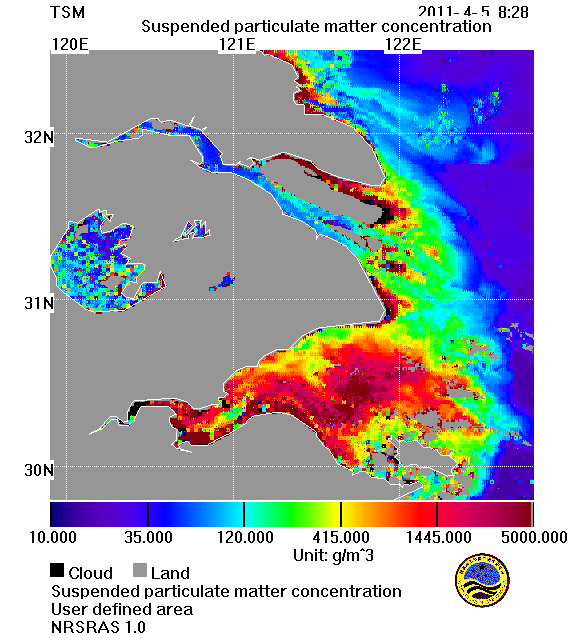 TSM 2011-4-5 8:28
Suspended particulate matter concentration
120E 121E 122E
32N
31N
30N
10.000 35.000 120.000 415.000 1445.000 5000.000
Unit: g/m^3
Cloud Land
Suspended particulate matter concentration
User defined area
NRSRAS 1.0